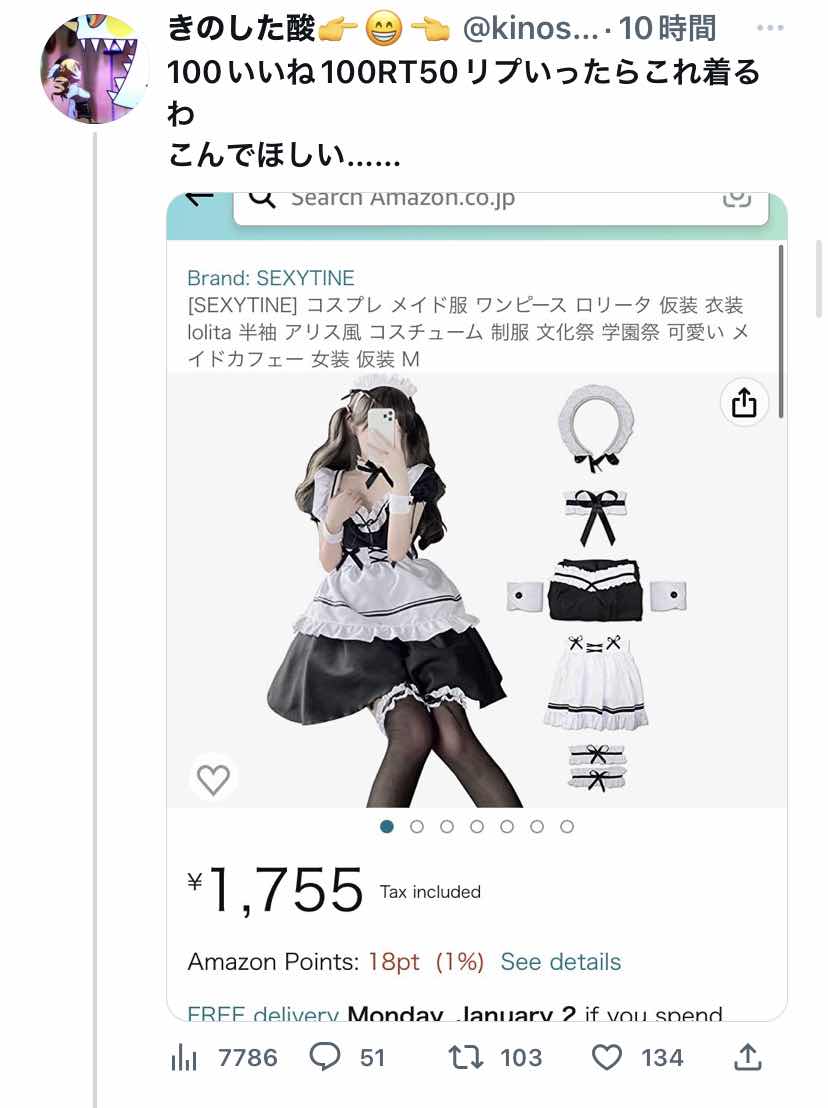 きのした酸👉😁👈 @kinos... · 10時間
100いいね100RT50リプいったらこれ着る
わ
こんでほしい......
Search Amazon.co.jp
Brand: SEXYTINE
[SEXYTINE] コスプレ メイド服 ワンピース ロリータ 仮装 衣装
lolita 半袖 アリス風 コスチューム 制服 文化祭 学園祭 可愛い メ
イドカフェー 女装 仮装 M
¥1,755 Tax included
Amazon Points: 18pt (1%) See details
FREE delivery Monday, January 2 if you spend
7786 51 103 134